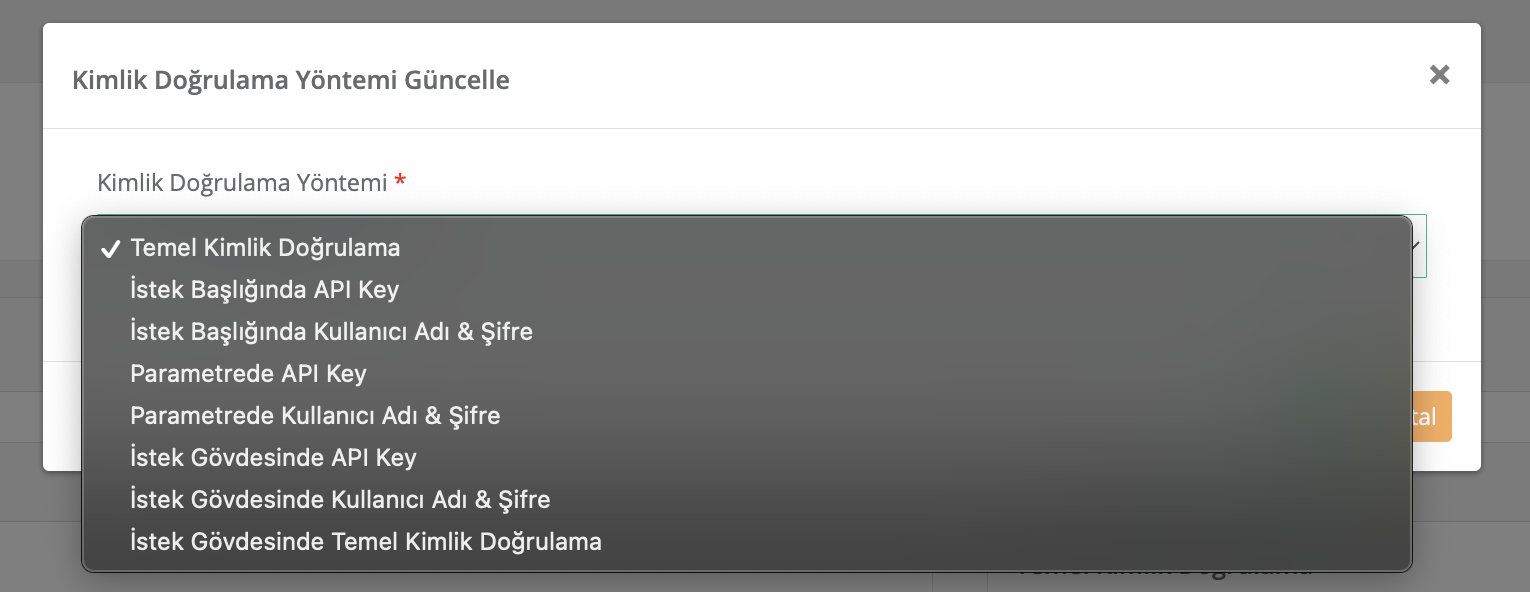 Kimlik Doğrulama Yöntemi Güncelle
Kimlik Doğrulama Yöntemi *
Temel Kimlik Doğrulama
İstek Başlığında API Key
İstek Başlığında Kullanıcı Adı & Şifre
Parametrede API Key
Parametrede Kullanıcı Adı & Şifre
İstek Gövdesinde API Key
İstek Gövdesinde Kullanıcı Adı & Şifre
İstek Gövdesinde Temel Kimlik Doğrulama